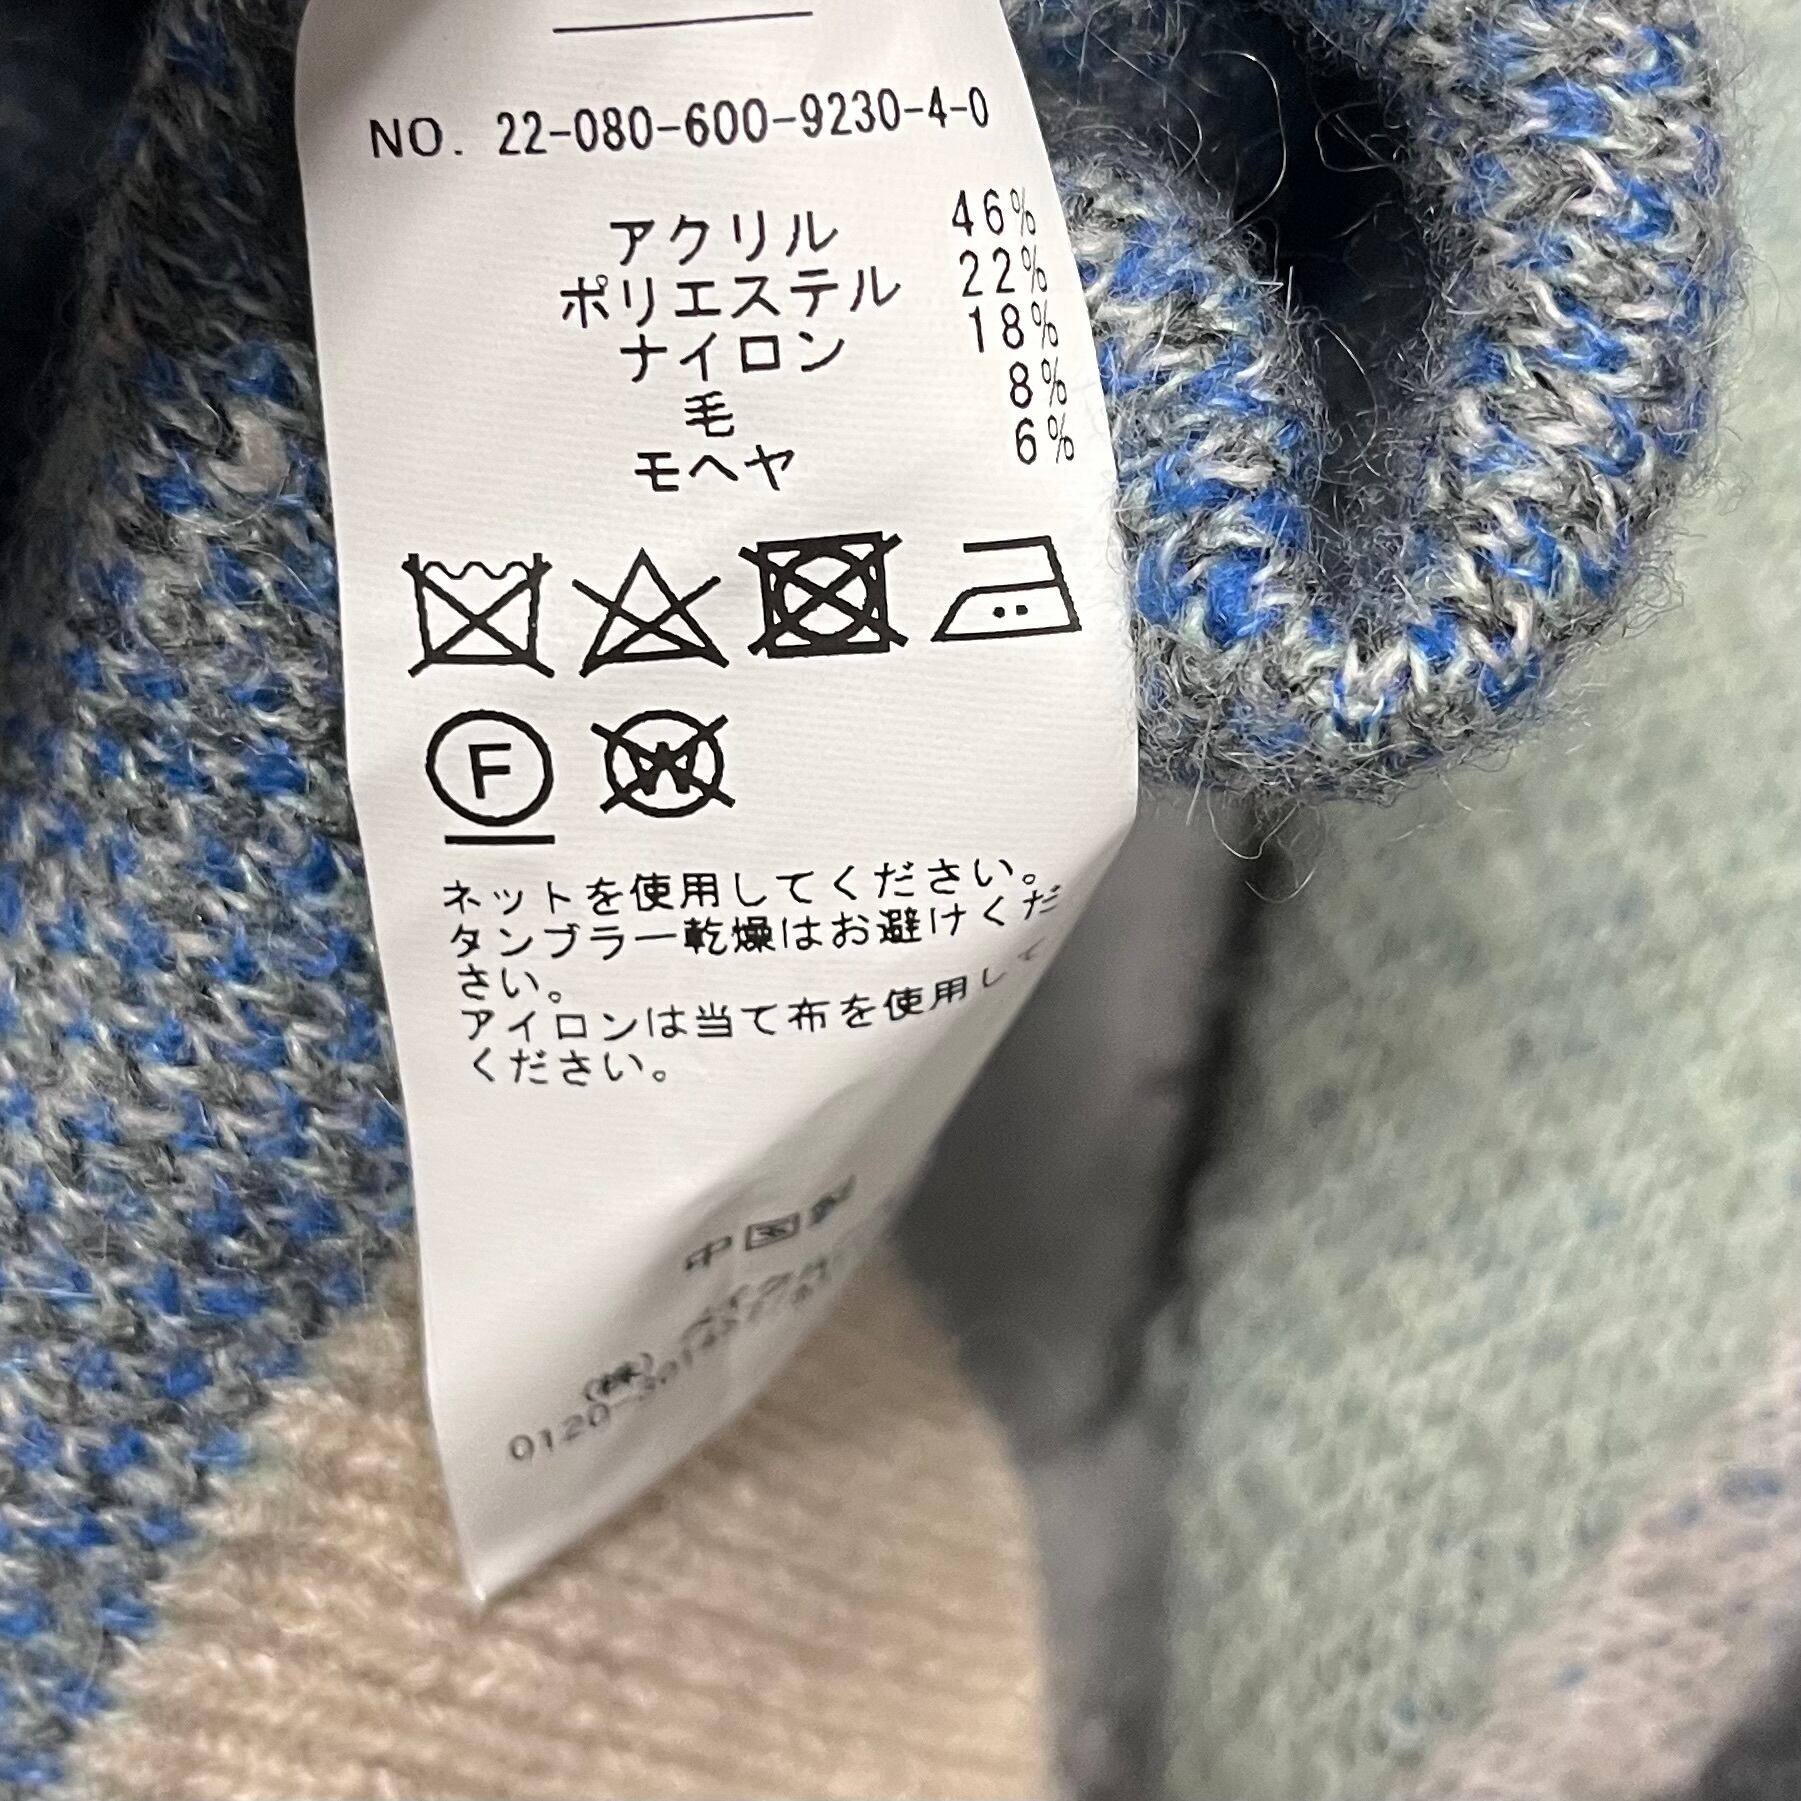 NO. 22-080-600-9230-4-0
アクリル 46%
ポリエステル 22%
ナイロン 18%
毛 8%
モヘヤ 6%
F
W
ネットを使用してください。
タンブラー乾燥はお避けくだ
さい。
アイロンは当て布を使用して
ください。
中国製
(株)
0120-